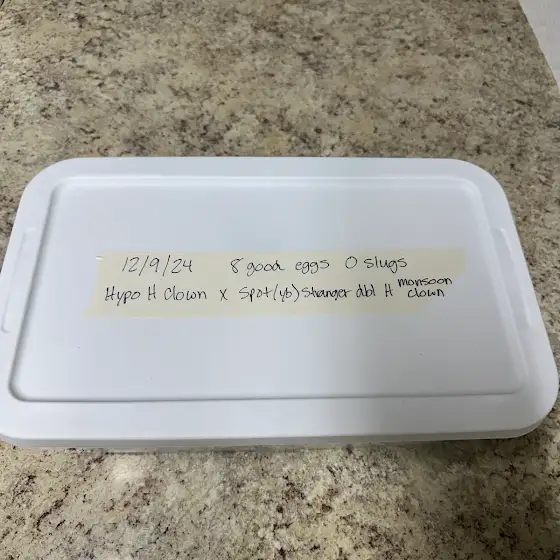 12/9/24 8 good eggs 0 slugs
Hypo H Clown x Spot(yb) Stranger dbl H monsoon clown